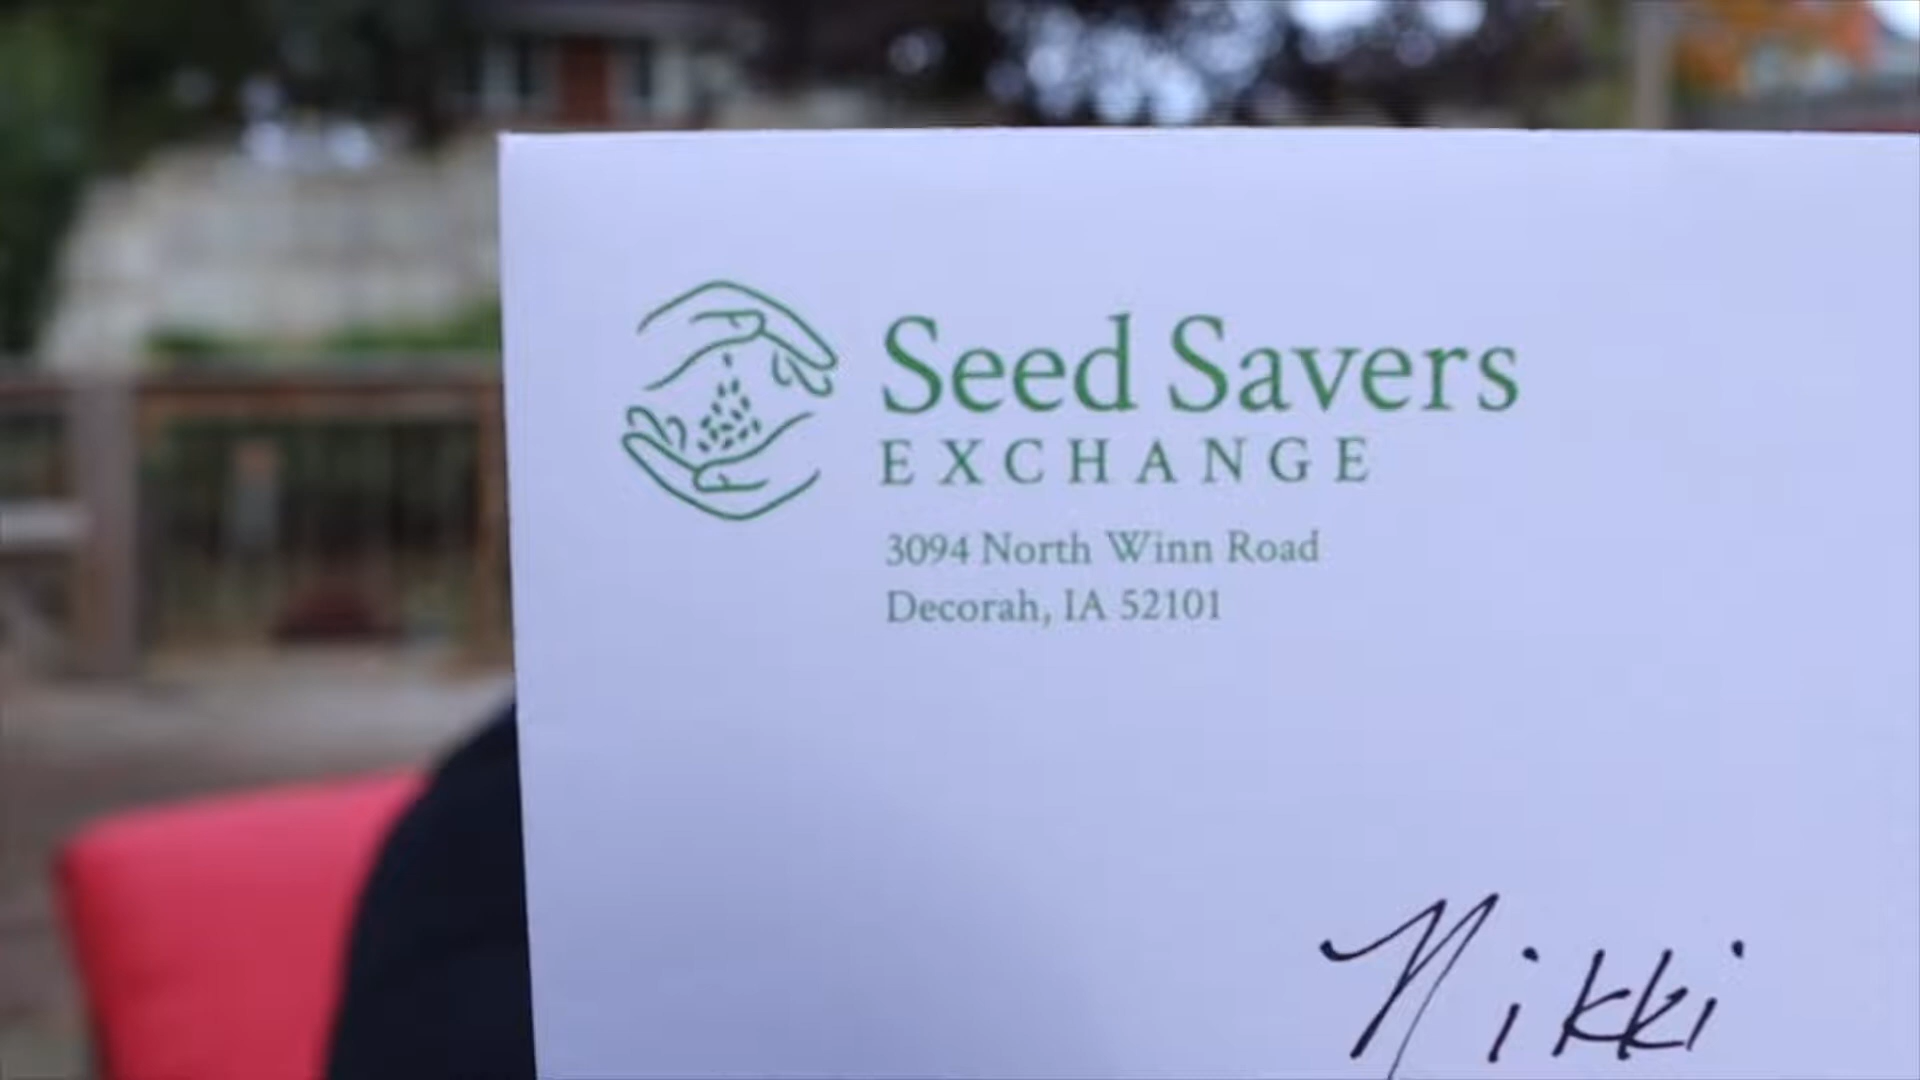 Seed Savers
EXCHANGE
3094 North Winn Road
Decorah, IA 52101
Nikki